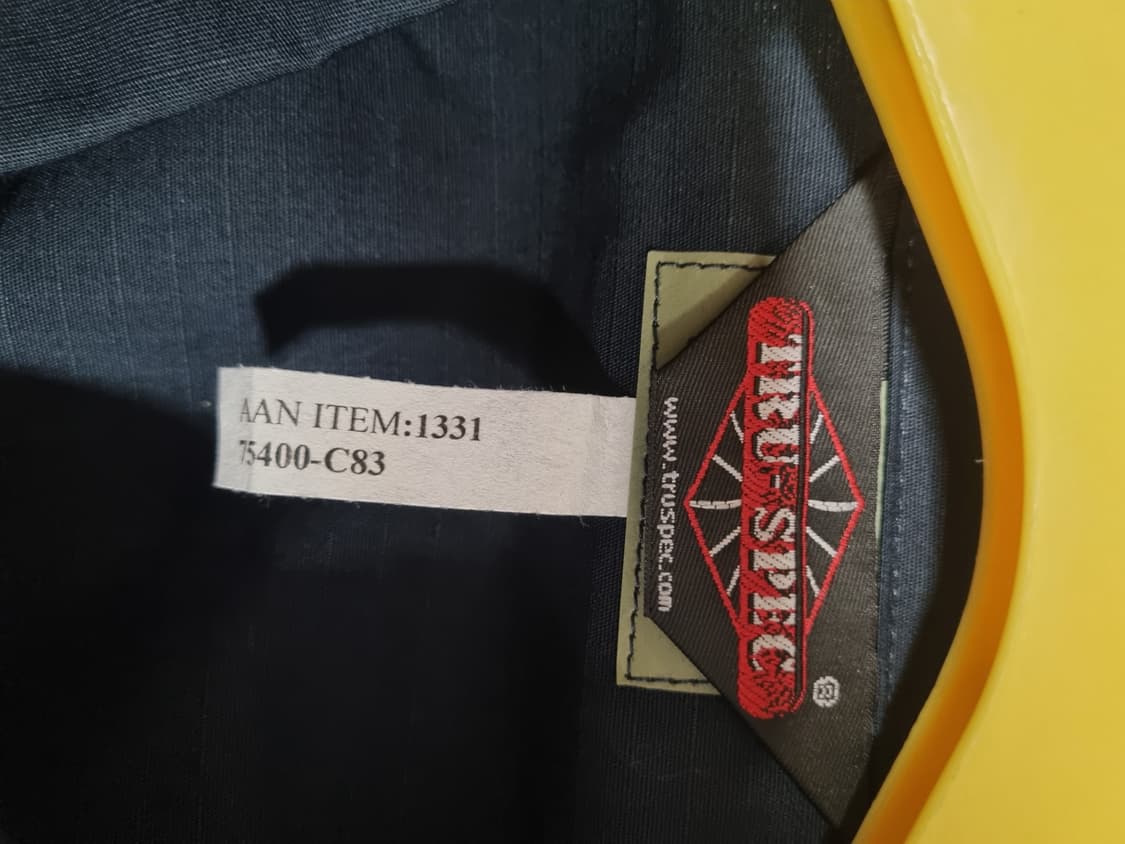 AAN ITEM:1331
75400-C83
TRU-SPEC
®
www.truspec.com